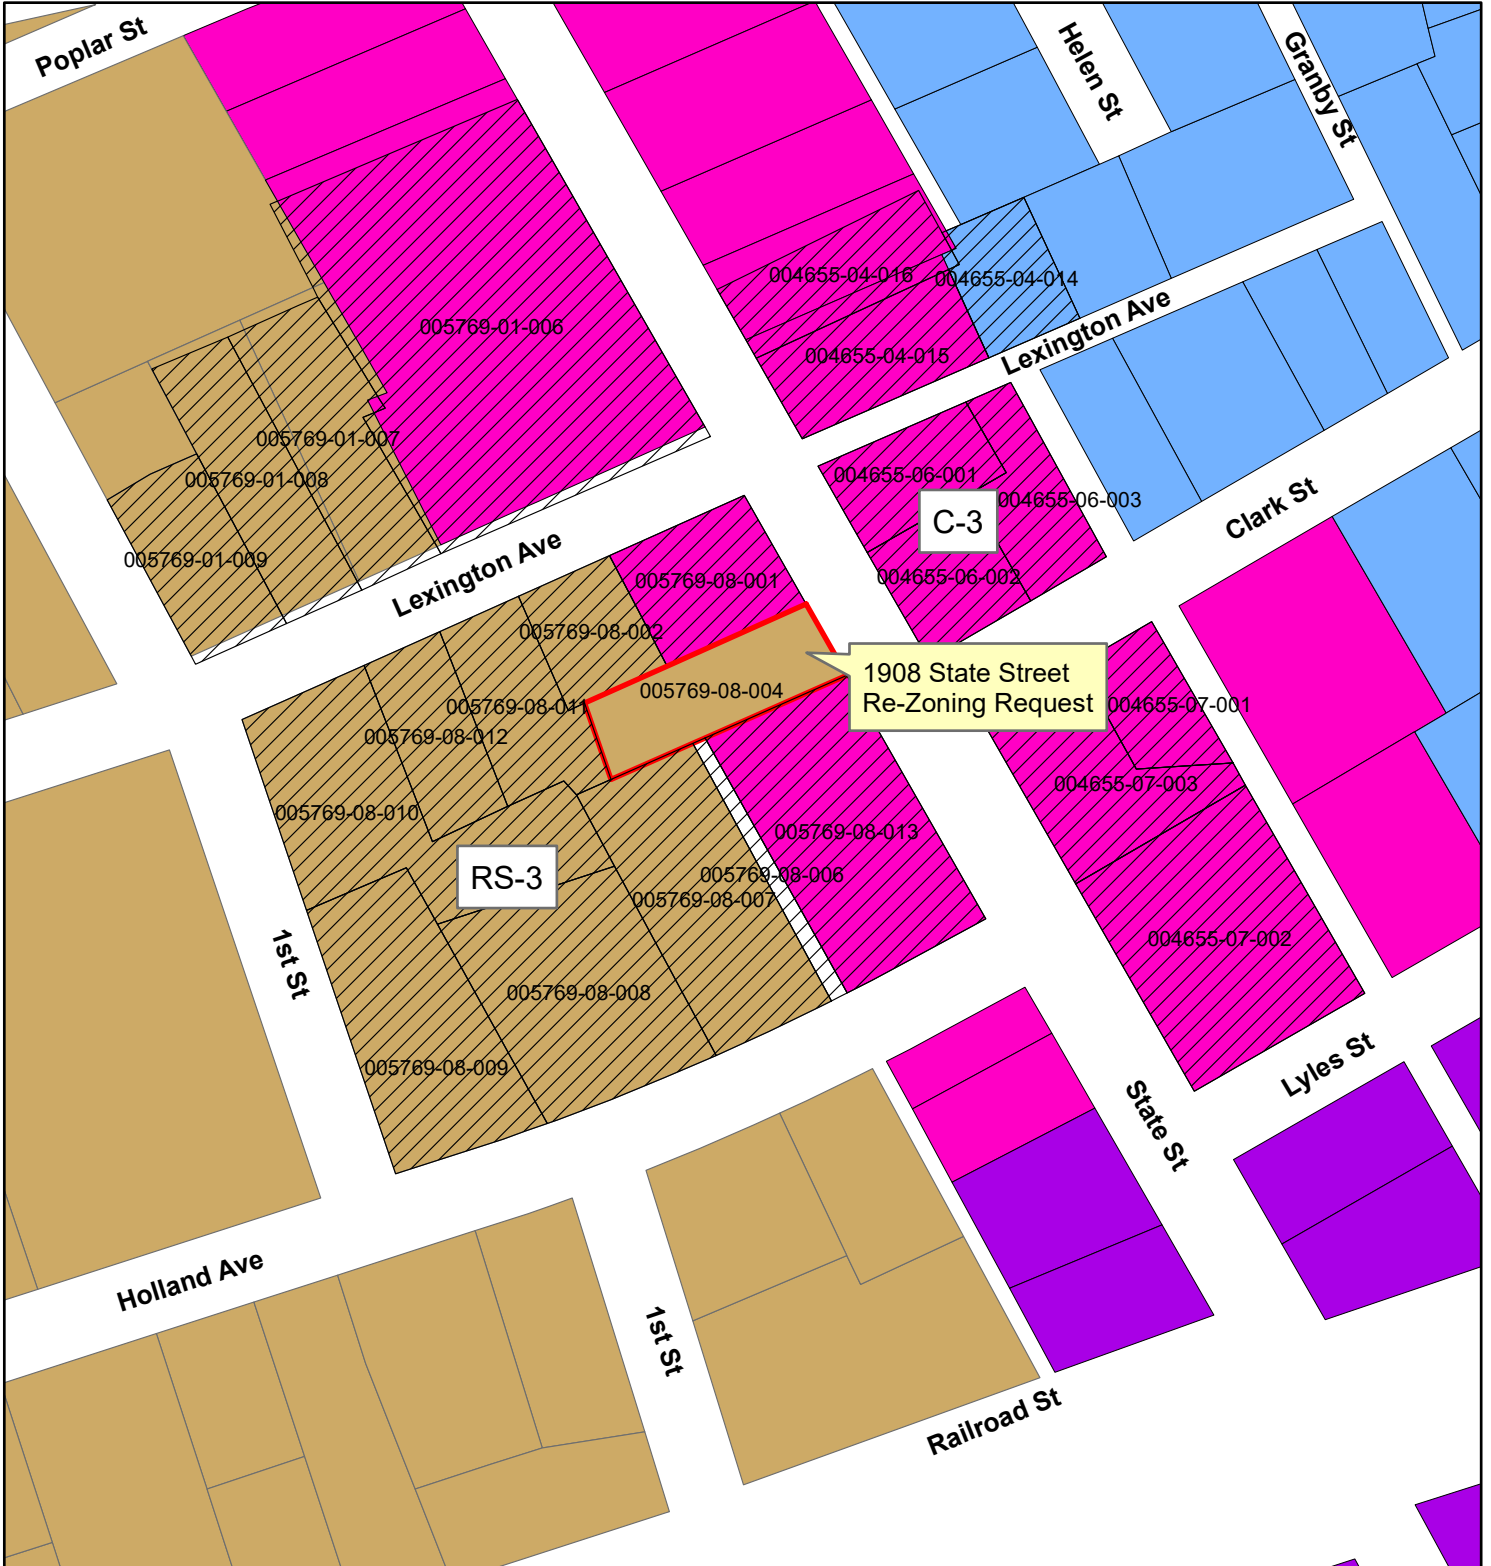 Poplar St
Helen St
Granby St
004655-04-016
004655-04-014
005769-01-006
Lexington Ave
004655-04-015
005769-01-007
005769-01-008
004655-06-001
004655-06-003
C-3
Clark St
005769-01-009
Lexington Ave
005769-08-001
004655-06-002
005769-08-002
1908 State Street
Re-Zoning Request
005769-08-004
005769-08-011
004655-07-001
005769-08-012
004655-07-003
005769-08-010
005769-08-013
RS-3
005769-08-006
005769-08-007
004655-07-002
1st St
005769-08-008
005769-08-009
Lyles St
State St
Holland Ave
1st St
Railroad St